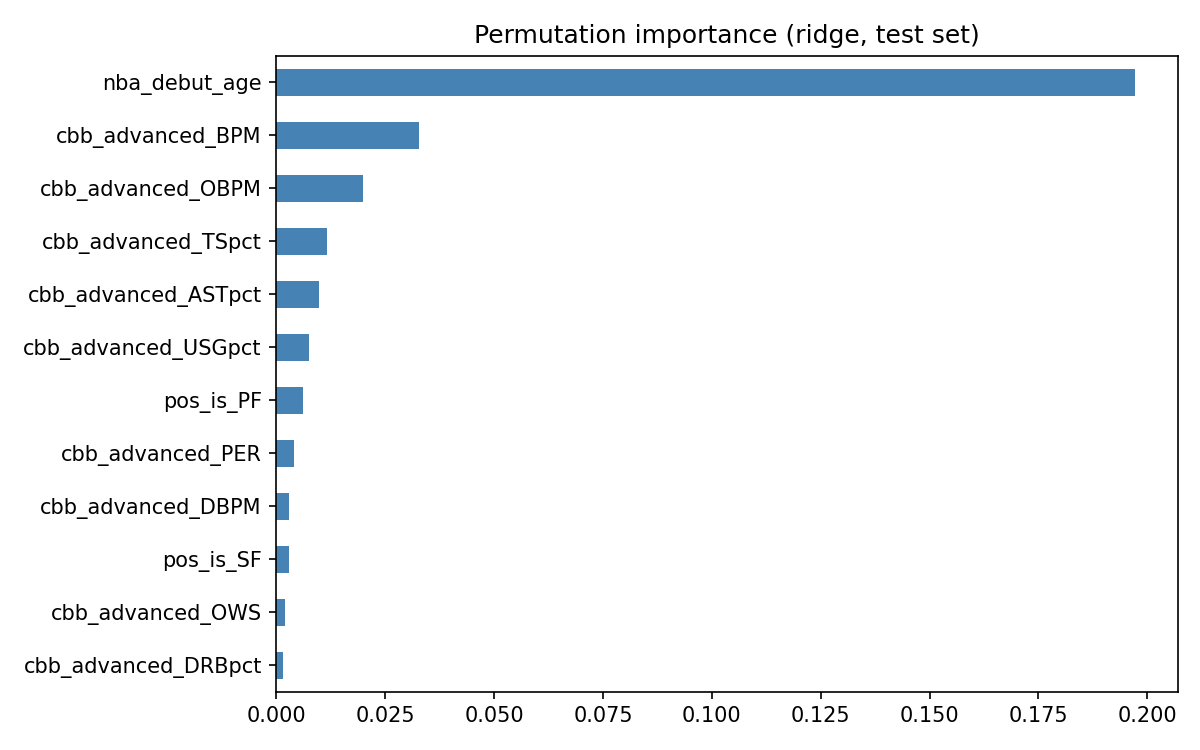 Permutation importance (ridge, test set)
nba_debut_age
cbb_advanced_BPM
cbb_advanced_OBPM
cbb_advanced_TSpct
cbb_advanced_ASTpct
cbb_advanced_USGpct
pos_is_PF
cbb_advanced_PER
cbb_advanced_DBPM
pos_is_SF
cbb_advanced_OWS
cbb_advanced_DRBpct
0.000 0.025 0.050 0.075 0.100 0.125 0.150 0.175 0.200